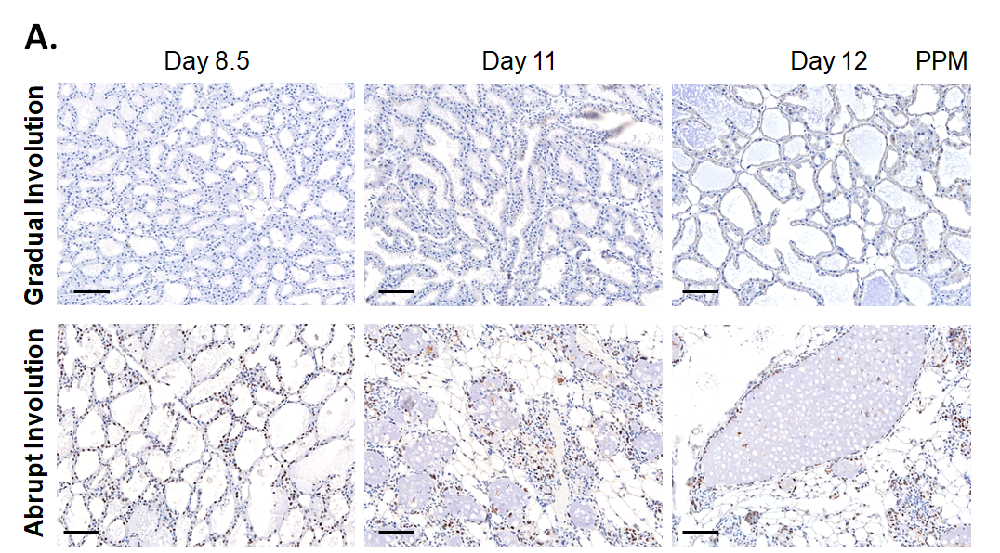 A.
Day 8.5
Day 11
Day 12
PPM
Gradual Involution
Abrupt Involution